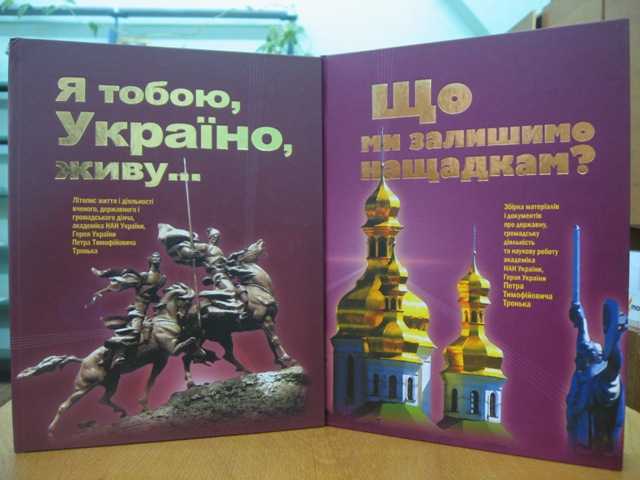 Я тобою,
Україно,
живу...
Літопис життя і діяльності
вченого, державного і
громадського діяча,
академіка НАН України,
Героя України
Петра Тимофійовича
Тронька
Що
ми залишимо
нащадкам?
Збірка матеріалів
і документів
про державну,
громадську
діяльність
та наукову роботу
академіка
НАН України,
Героя України
Петра
Тимофійовича
Тронька